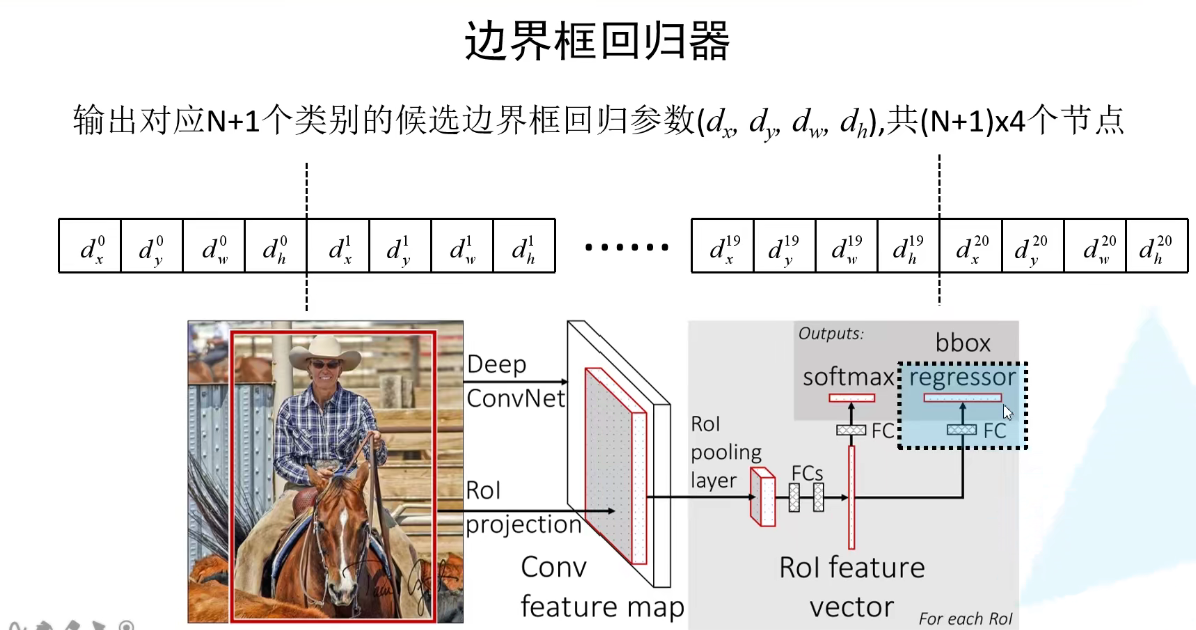 边界框回归器
输出对应N+1个类别的候选边界框回归参数(dx, dy, dw, dh),共(N+1)x4个节点
d_x^0 d_y^0 d_w^0 d_h^0 d_x^1 d_y^1 d_w^1 d_h^1 ······ d_x^19 d_y^19 d_w^19 d_h^19 d_x^20 d_y^20 d_w^20 d_h^20
Deep
ConvNet
RoI
projection
Conv
feature map
RoI
pooling
layer
FCs
Outputs:
softmax
FC
bbox
regressor
FC
RoI feature
vector
For each RoI